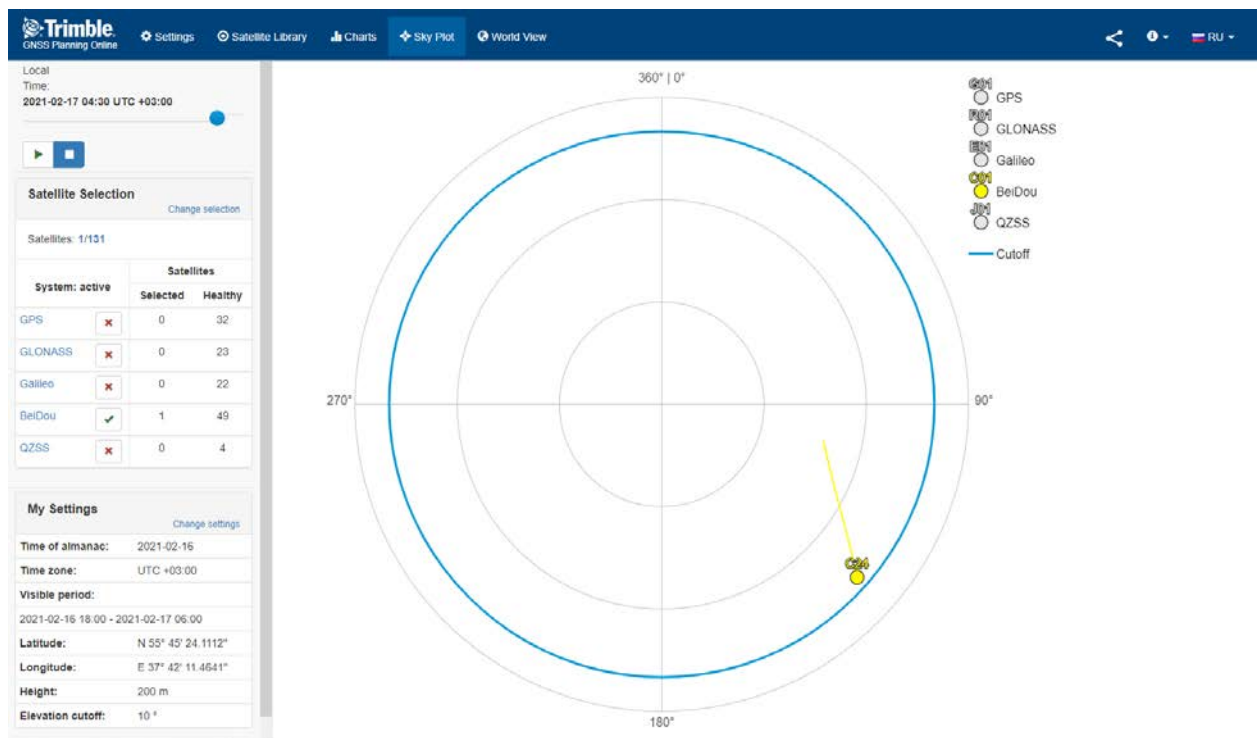 Trimble.
GNSS Planning Online
Settings
Satellite Library
Charts
Sky Plot
World View
RU
Local
Time:
2021-02-17 04:30 UTC +03:00
Satellite Selection
Change selection
Satellites: 1/131
System: active
Satellites
Selected Healthy
GPS 0 32
GLONASS 0 23
Galileo 0 22
BeiDou 1 49
QZSS 0 4
My Settings
Change settings
Time of almanac: 2021-02-16
Time zone: UTC +03:00
Visible period:
2021-02-16 18:00 - 2021-02-17 06:00
Latitude: N 55° 45' 24.1112"
Longitude: E 37° 42' 11.4641"
Height: 200 m
Elevation cutoff: 10 °
360° | 0°
270°
90°
180°
C24
G01
GPS
R01
GLONASS
E01
Galileo
C01
BeiDou
J01
QZSS
Cutoff